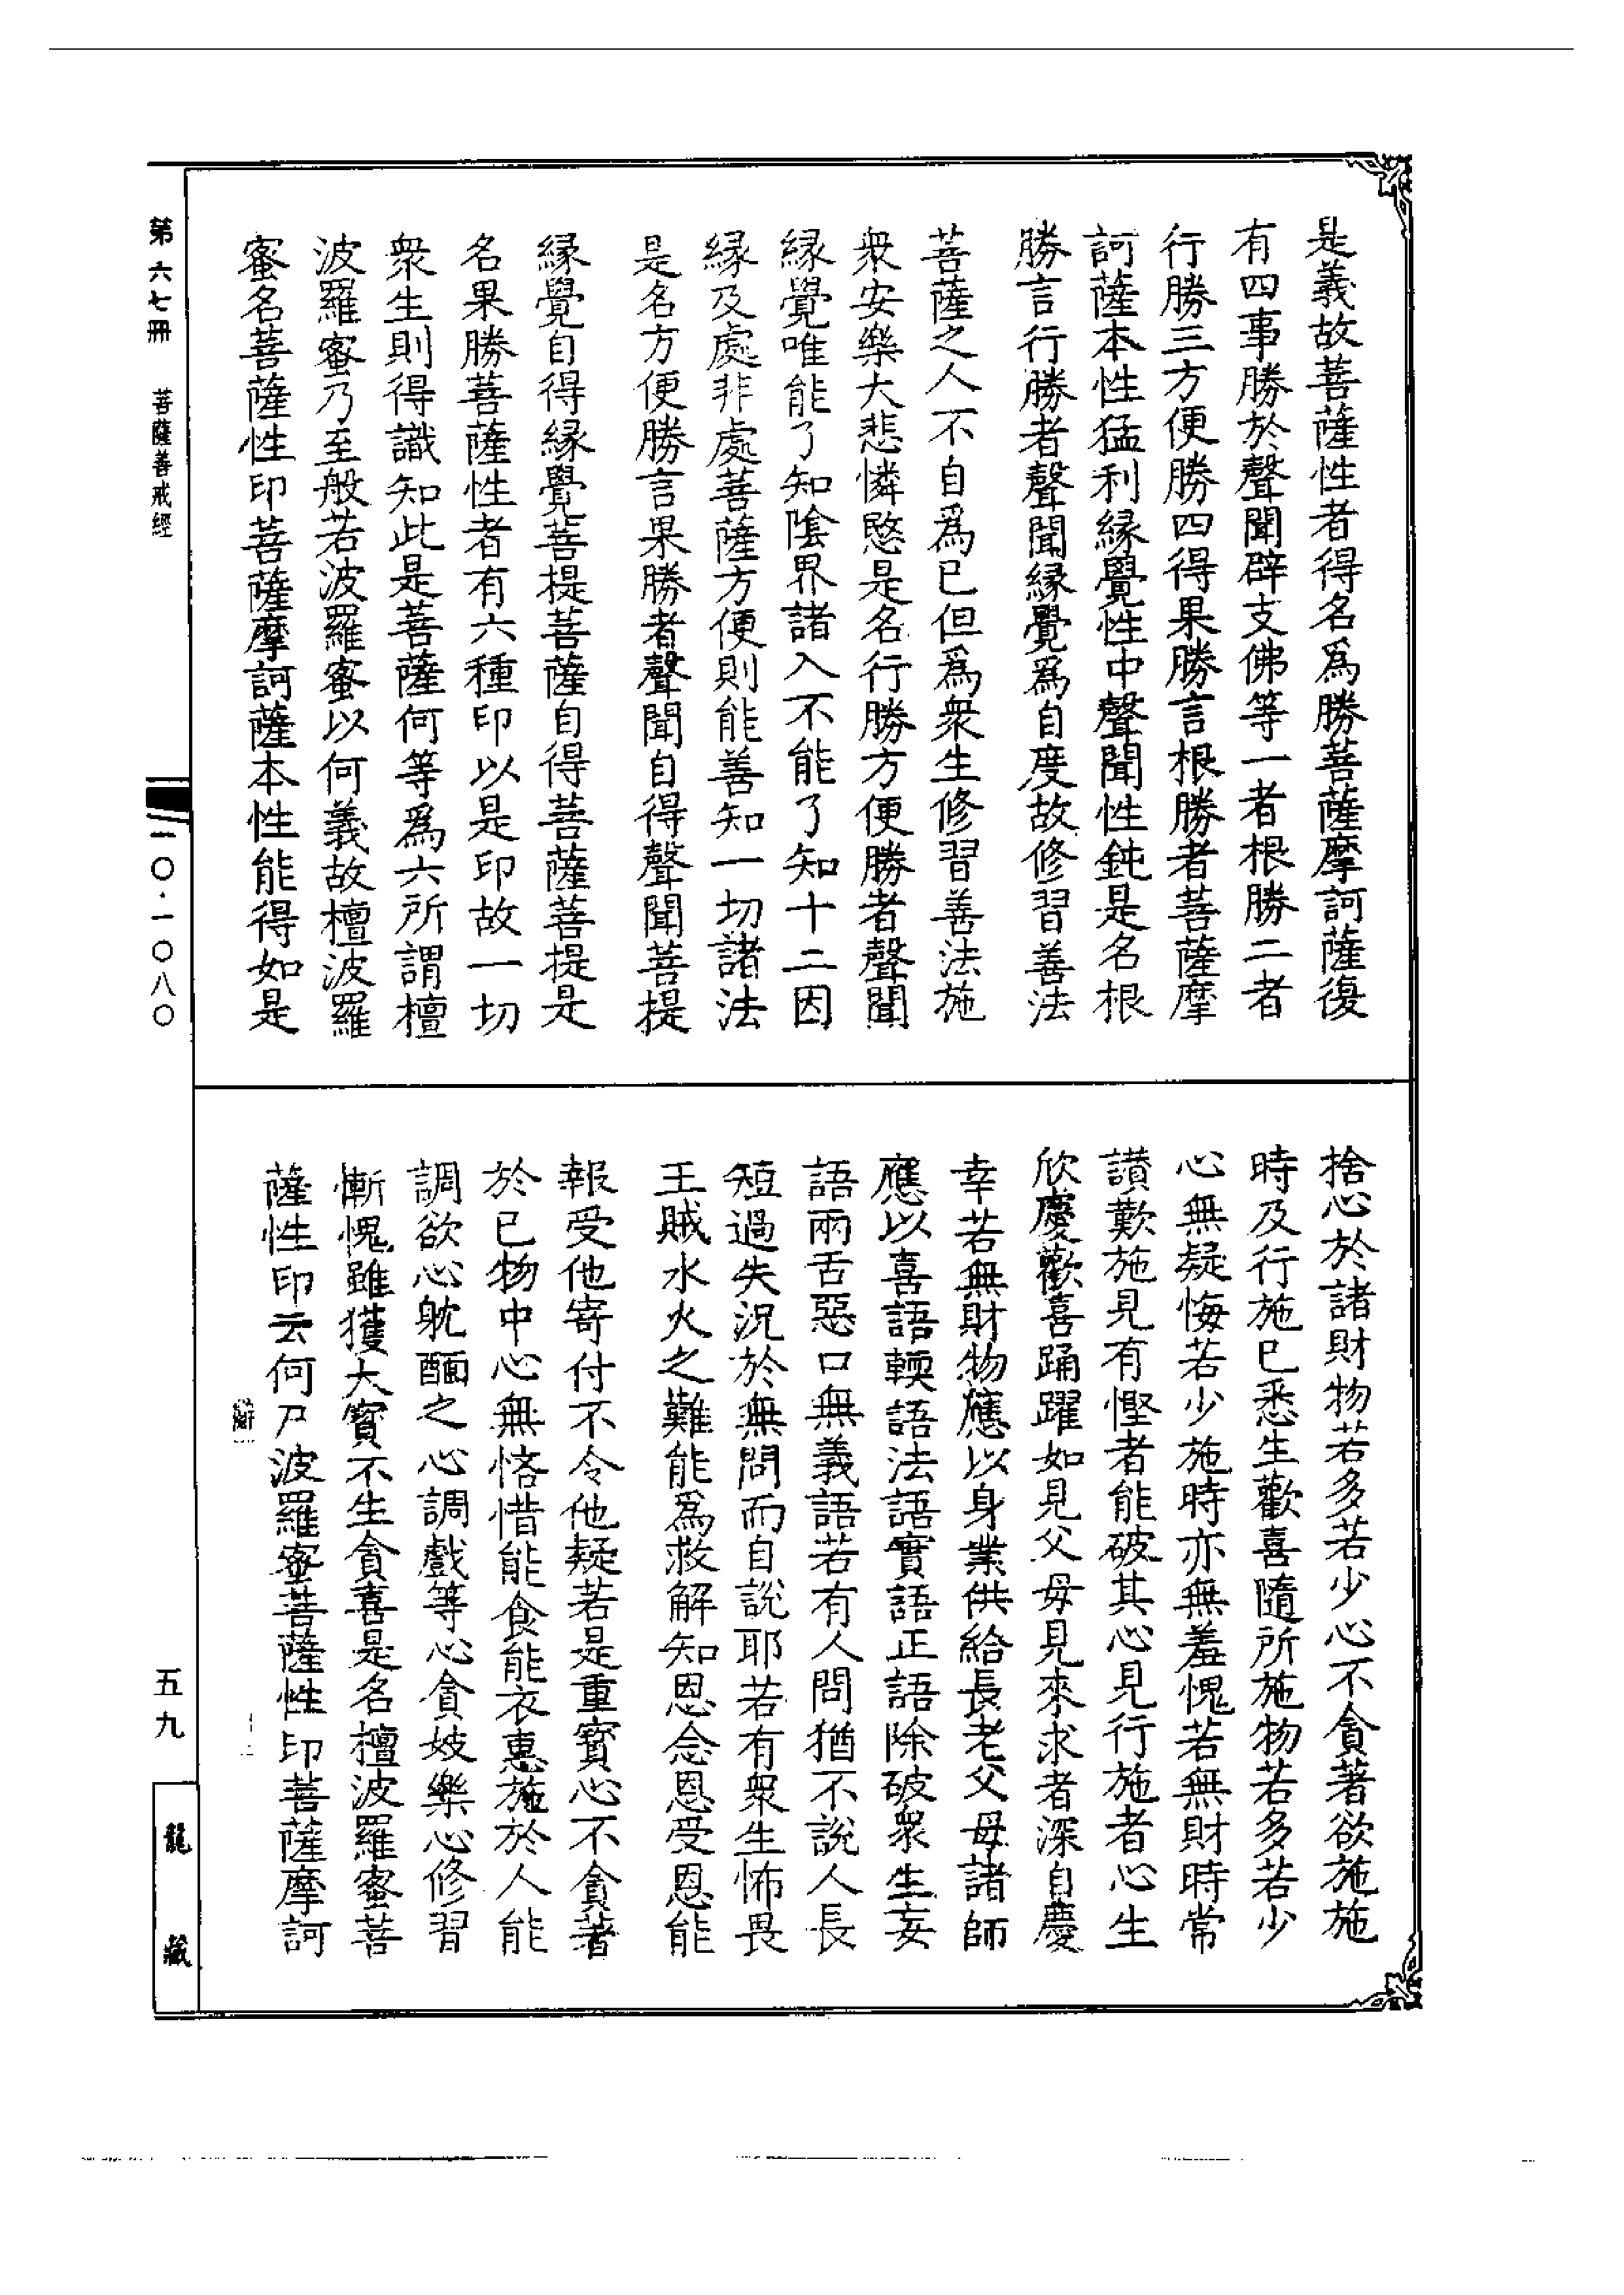 是義故菩薩性者得名爲勝菩薩摩訶薩復
有四事勝於聲聞辟支佛等一者根勝二者
行勝三方便勝四得果勝言根勝者菩薩摩
訶薩本性猛利緣覺性中聲聞性鈍是名根
勝言行勝者聲聞緣覺爲自度故修習善法
菩薩之人不自爲已但爲衆生修習善法施
衆安樂大悲憐愍是名行勝方便勝者聲聞
緣覺唯能了知陰界諸入不能了知十二因
緣及處非處菩薩方便則能善知一切諸法
是名方便勝言果勝者聲聞自得聲聞菩提
緣覺自得緣覺菩提菩薩自得菩薩菩提是
名果勝菩薩性者有六種印以是印故一切
衆生則得識知此是菩薩何等爲六所謂檀
波羅蜜乃至般若波羅蜜以何義故檀波羅
蜜名菩薩性印菩薩摩訶薩本性能得如是
捨心於諸財物若多若少心不貪著欲施施
時及行施已悉生歡喜隨所施物若多若少
心無疑悔若少施時亦無羞愧若無財時常
讃歎施見有慳者能破其心見行施者心生
欣慶歡喜踊躍如見父母見來求者深自慶
幸若無財物應以身業供給長老父母諸師
應以喜語輭語法語實語正語除破衆生妄
語兩舌惡口無義語若有人問猶不說人長
短過失況於無問而自說耶若有衆生怖畏
王賊水火之難能爲救解知恩念恩受恩能
報受他寄付不令他疑若是重寶心不貪著
於已物中心無悋惜能食能衣惠施於人能
調欲心躭酒之心調戲等心貪妓樂心修習
慚愧雖獲大寶不生貪喜是名檀波羅蜜菩
薩性印云何尸波羅蜜菩薩性印菩薩摩訶
第六七冊 菩薩善戒經
一〇·一〇八〇
五九
龍藏